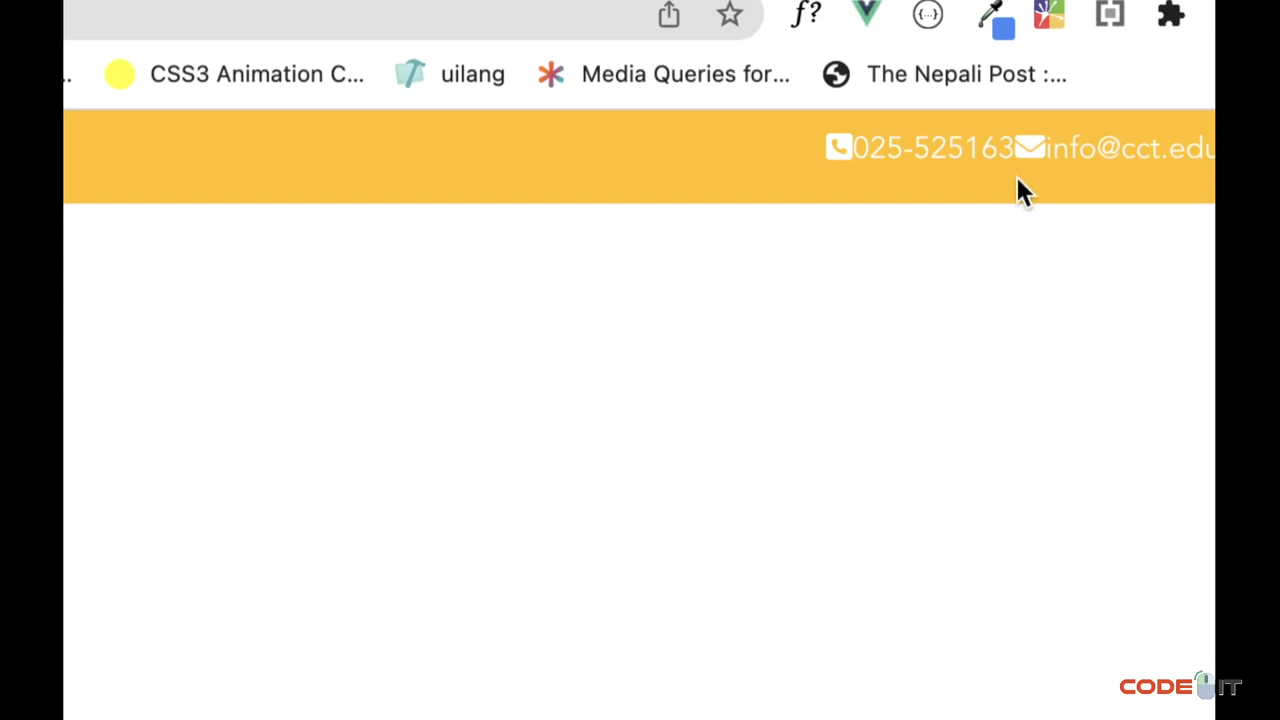 f?
{...}
..
CSS3 Animation C...
uilang
Media Queries for...
The Nepali Post :...
025-525163
info@cct.edu
CODE IT